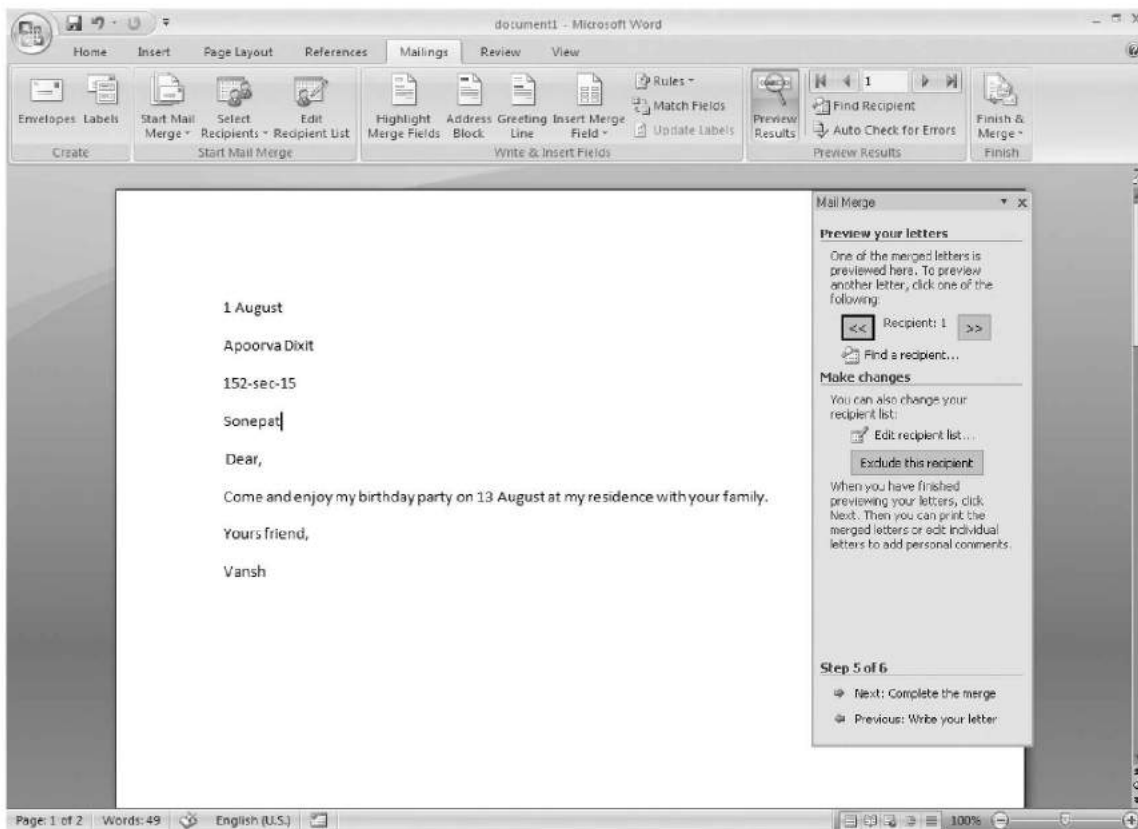 document1 - Microsoft Word
Home Insert Page Layout References Mailings Review View
Envelopes Labels
Create
Start Mail Merge
Select Recipients
Edit Recipient List
Start Mail Merge
Highlight Merge Fields
Address Block
Greeting Line
Insert Merge Field
Rules
Match Fields
Update Labels
Write & Insert Fields
Preview Results
1
Find Recipient
Auto Check for Errors
Preview Results
Finish & Merge
Finish
1 August
Apoorva Dixit
152-sec-15
Sonepat
Dear,
Come and enjoy my birthday party on 13 August at my residence with your family.
Yours friend,
Vansh
Mail Merge
Preview your letters
One of the merged letters is
previewed here. To preview
another letter, click one of the
following:
<< Recipient: 1 >>
Find a recipient...
Make changes
You can also change your
recipient list:
Edit recipient list...
Exclude this recipient
When you have finished
previewing your letters, click
Next. Then you can print the
merged letters or edit individual
letters to add personal comments.
Step 5 of 6
Next: Complete the merge
Previous: Write your letter
Page: 1 of 2 Words: 49 English (U.S.) 100%